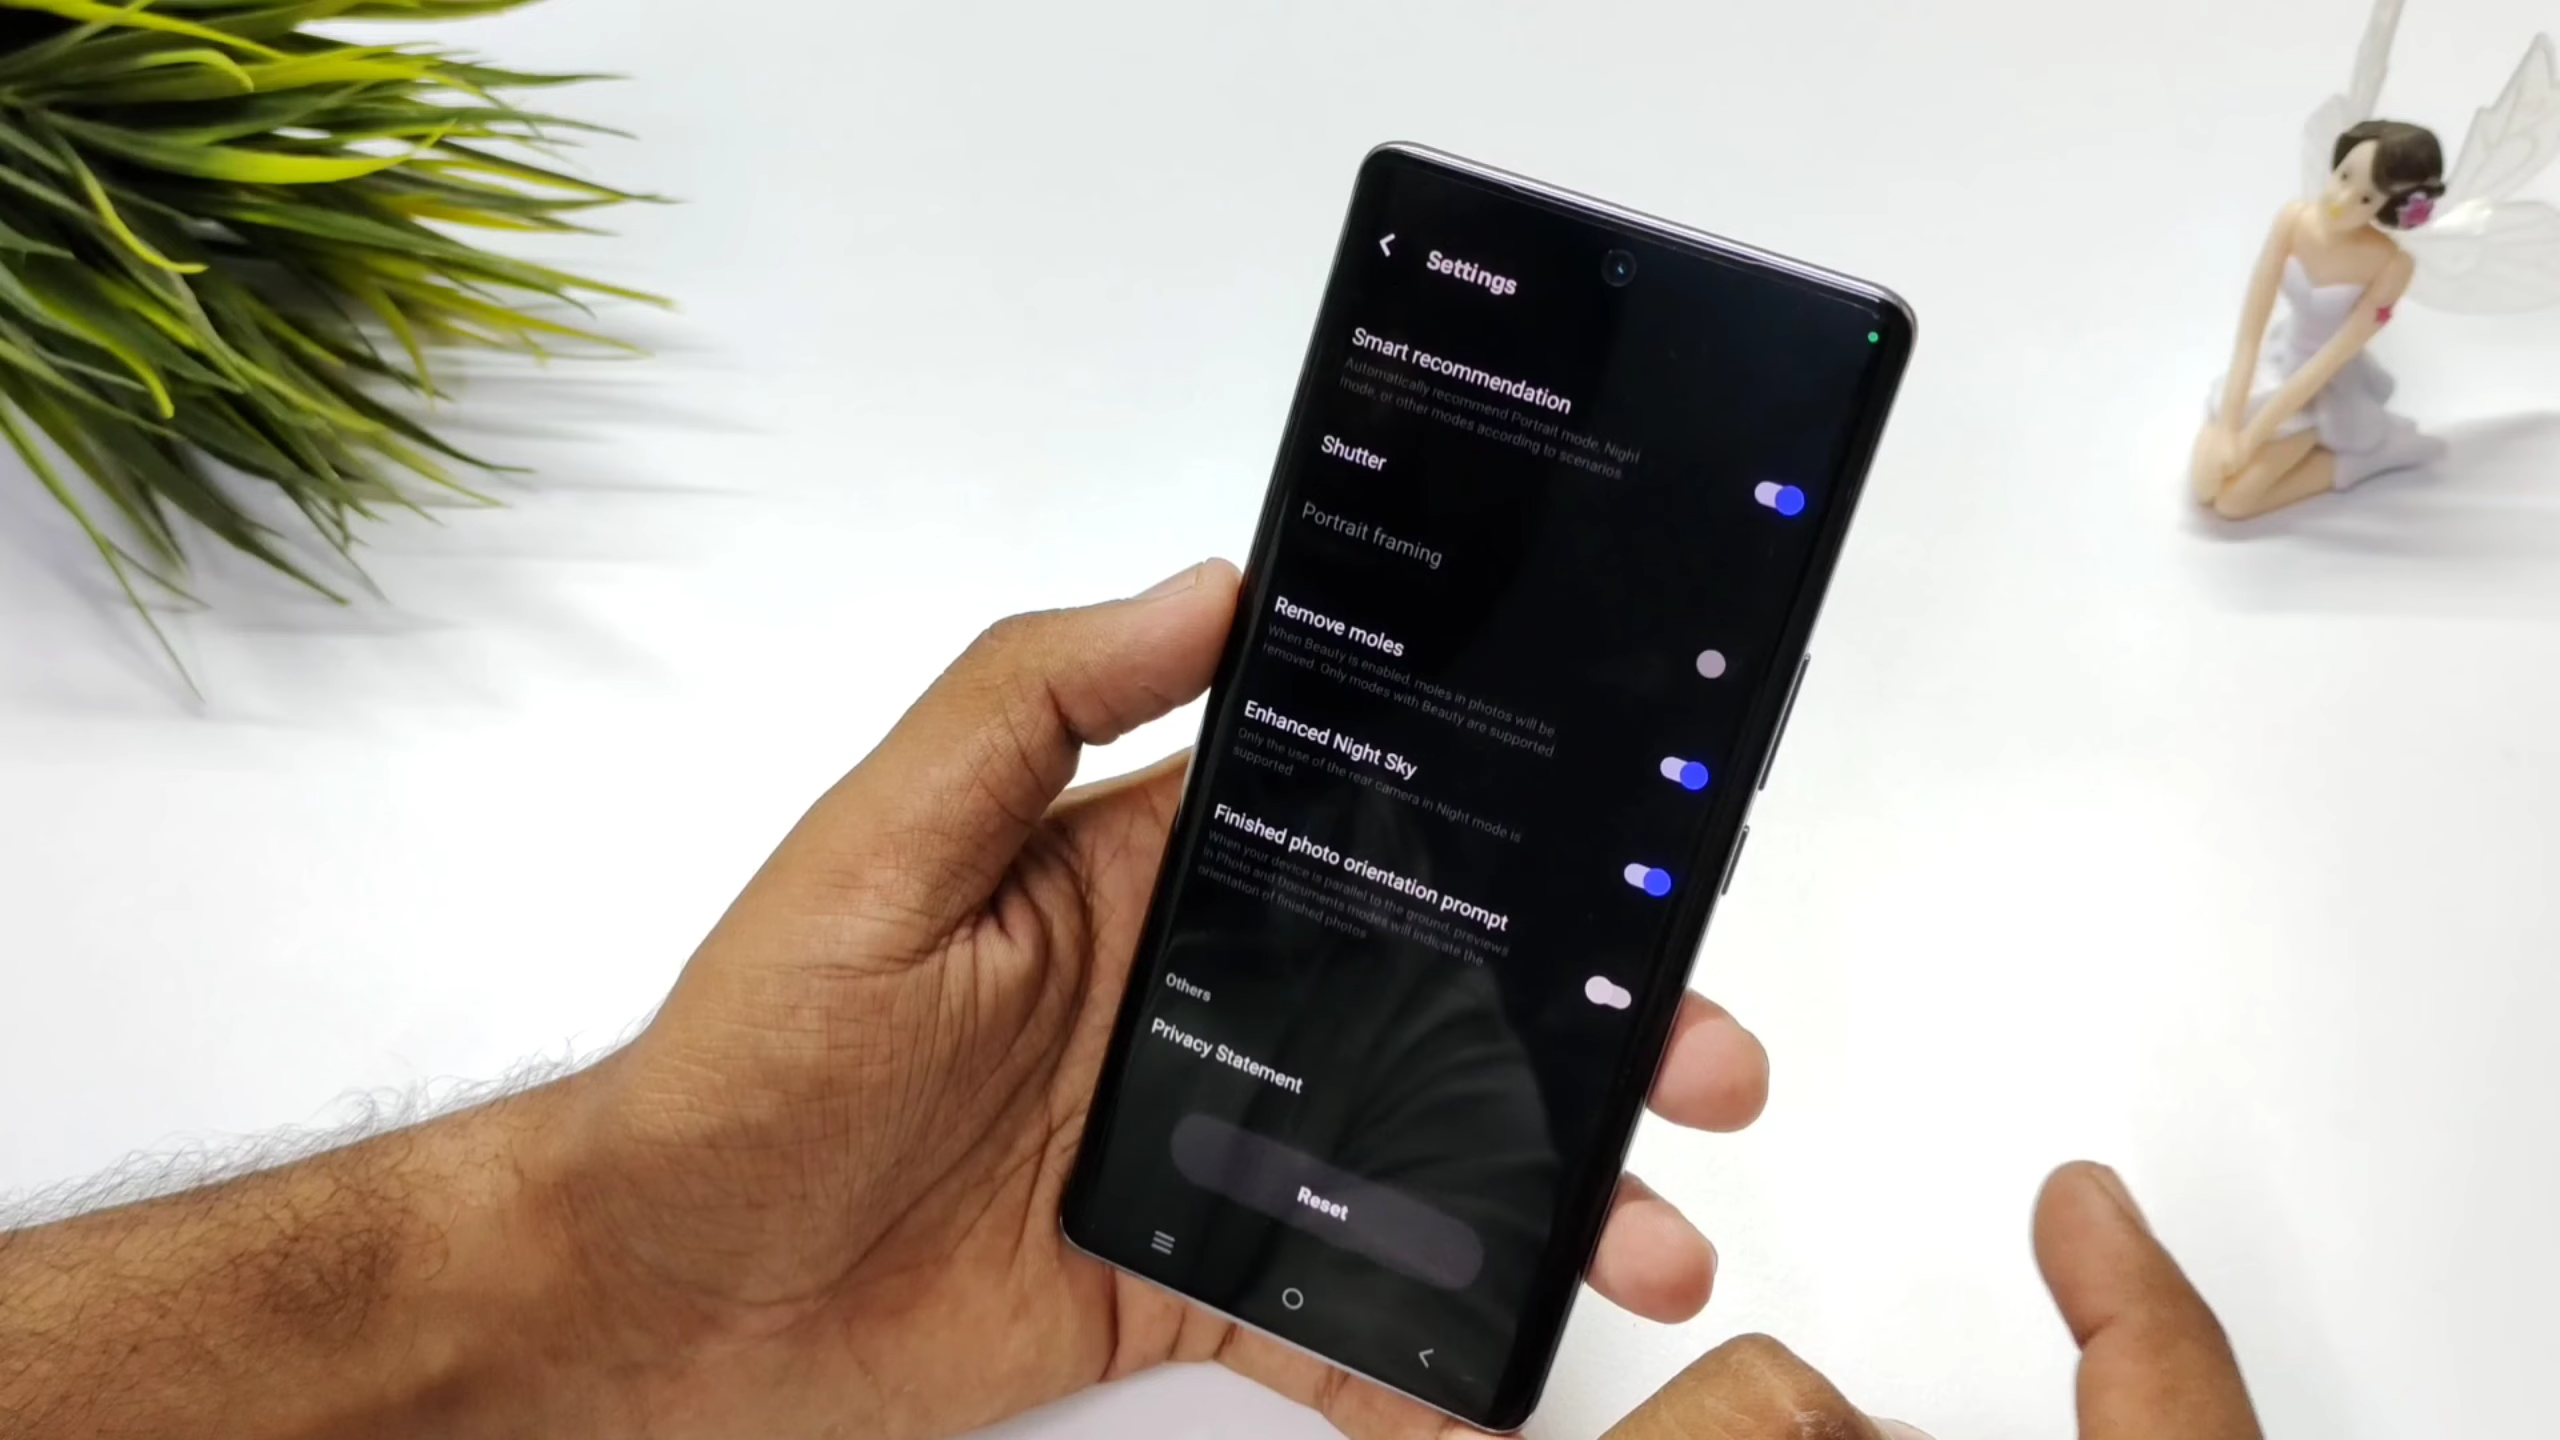 Settings
Smart recommendation
Automatically recommend Portrait mode, Night
mode, or other modes according to scenarios
Shutter
Portrait framing
Remove moles
When Beauty is enabled, moles in photos will be
removed. Only modes with Beauty are supported
Enhanced Night Sky
Only the use of the rear camera in Night mode is
supported
Finished photo orientation prompt
When your device is parallel to the ground, previews
in Photo and Documents modes will indicate the
orientation of finished photos
Others
Privacy Statement
Reset